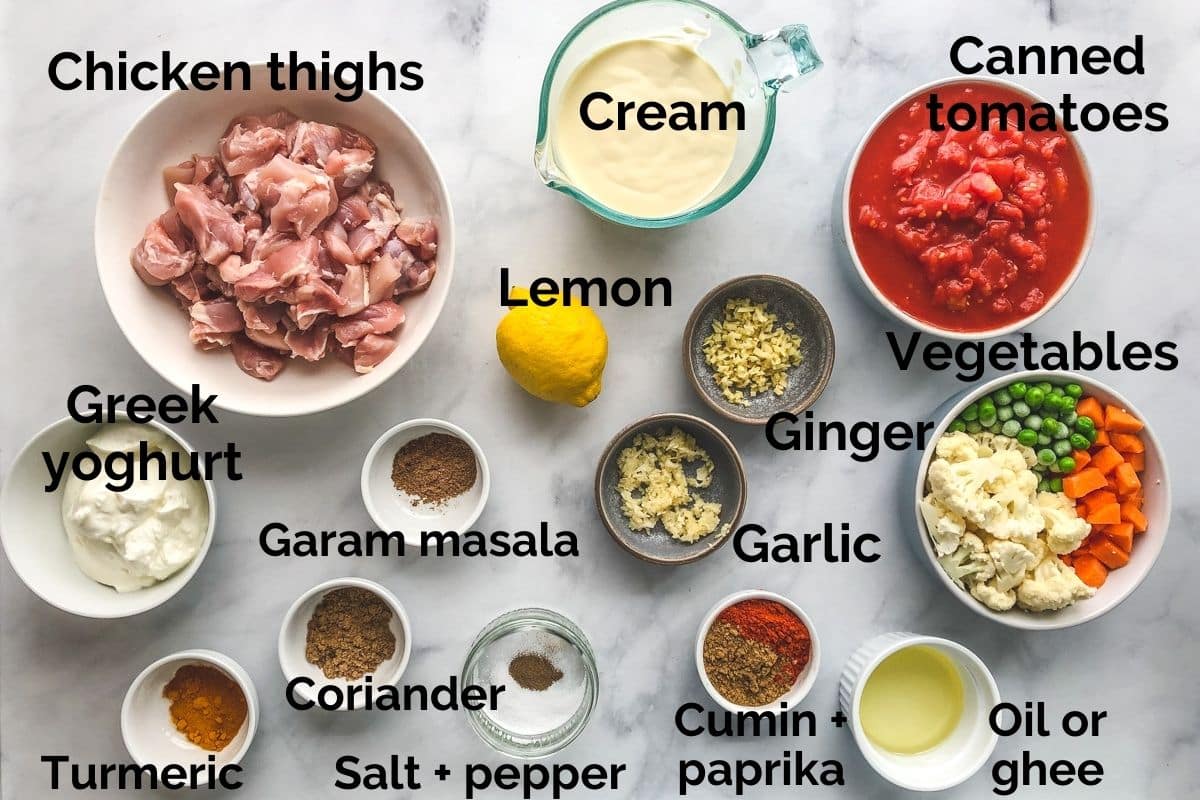 Chicken thighs
Cream
Canned
tomatoes
Lemon
Vegetables
Greek
yoghurt
Ginger
Garam masala
Garlic
Coriander
Cumin +
paprika
Oil or
ghee
Turmeric
Salt + pepper